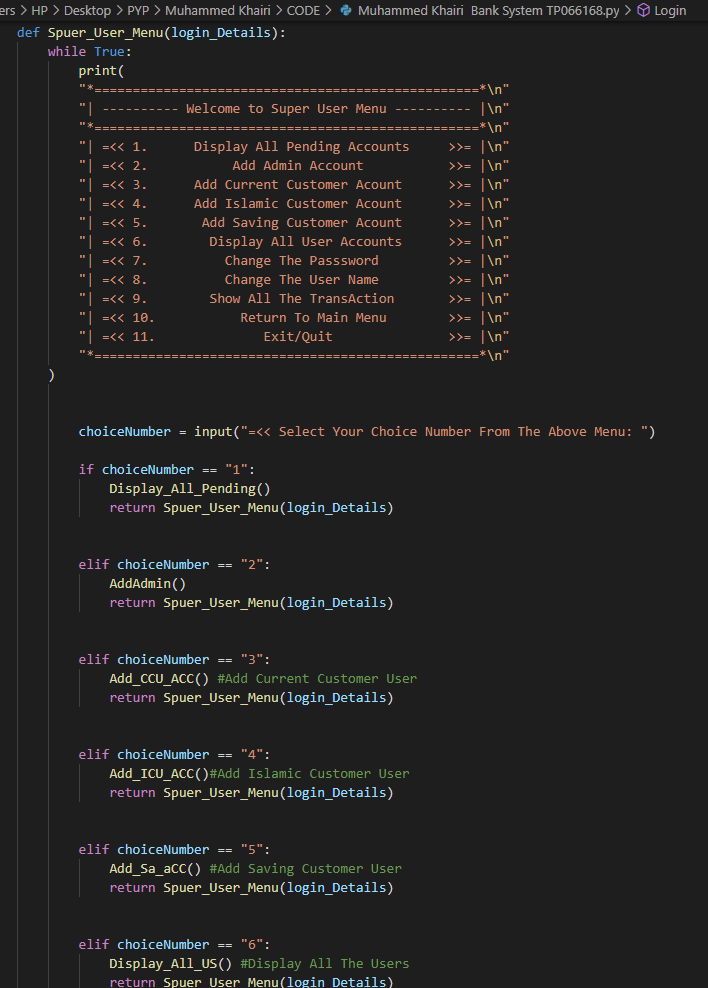 ers > HP > Desktop > PYP > Muhammed Khairi > CODE > Muhammed Khairi Bank System TP066168.py > Login
def Spuer_User_Menu(login_Details):
    while True:
        print(
        "*==================================================*\n"
        "| ---------- Welcome to Super User Menu ---------- |\n"
        "*==================================================*\n"
        "| =<< 1.      Display All Pending Accounts     >>= |\n"
        "| =<< 2.           Add Admin Account           >>= |\n"
        "| =<< 3.      Add Current Customer Acount      >>= |\n"
        "| =<< 4.      Add Islamic Customer Acount      >>= |\n"
        "| =<< 5.       Add Saving Customer Acount      >>= |\n"
        "| =<< 6.        Display All User Accounts      >>= |\n"
        "| =<< 7.          Change The Passsword         >>= |\n"
        "| =<< 8.          Change The User Name         >>= |\n"
        "| =<< 9.        Show All The TransAction       >>= |\n"
        "| =<< 10.           Return To Main Menu        >>= |\n"
        "| =<< 11.              Exit/Quit               >>= |\n"
        "*==================================================*\n"
    )
        choiceNumber = input("=<< Select Your Choice Number From The Above Menu: ")
        if choiceNumber == "1":
            Display_All_Pending()
            return Spuer_User_Menu(login_Details)
        elif choiceNumber == "2":
            AddAdmin()
            return Spuer_User_Menu(login_Details)
        elif choiceNumber == "3":
            Add_CCU_ACC() #Add Current Customer User
            return Spuer_User_Menu(login_Details)
        elif choiceNumber == "4":
            Add_ICU_ACC()#Add Islamic Customer User
            return Spuer_User_Menu(login_Details)
        elif choiceNumber == "5":
            Add_Sa_aCC() #Add Saving Customer User
            return Spuer_User_Menu(login_Details)
        elif choiceNumber == "6":
            Display_All_US() #Display All The Users
            return Spuer_User_Menu(login_Details)